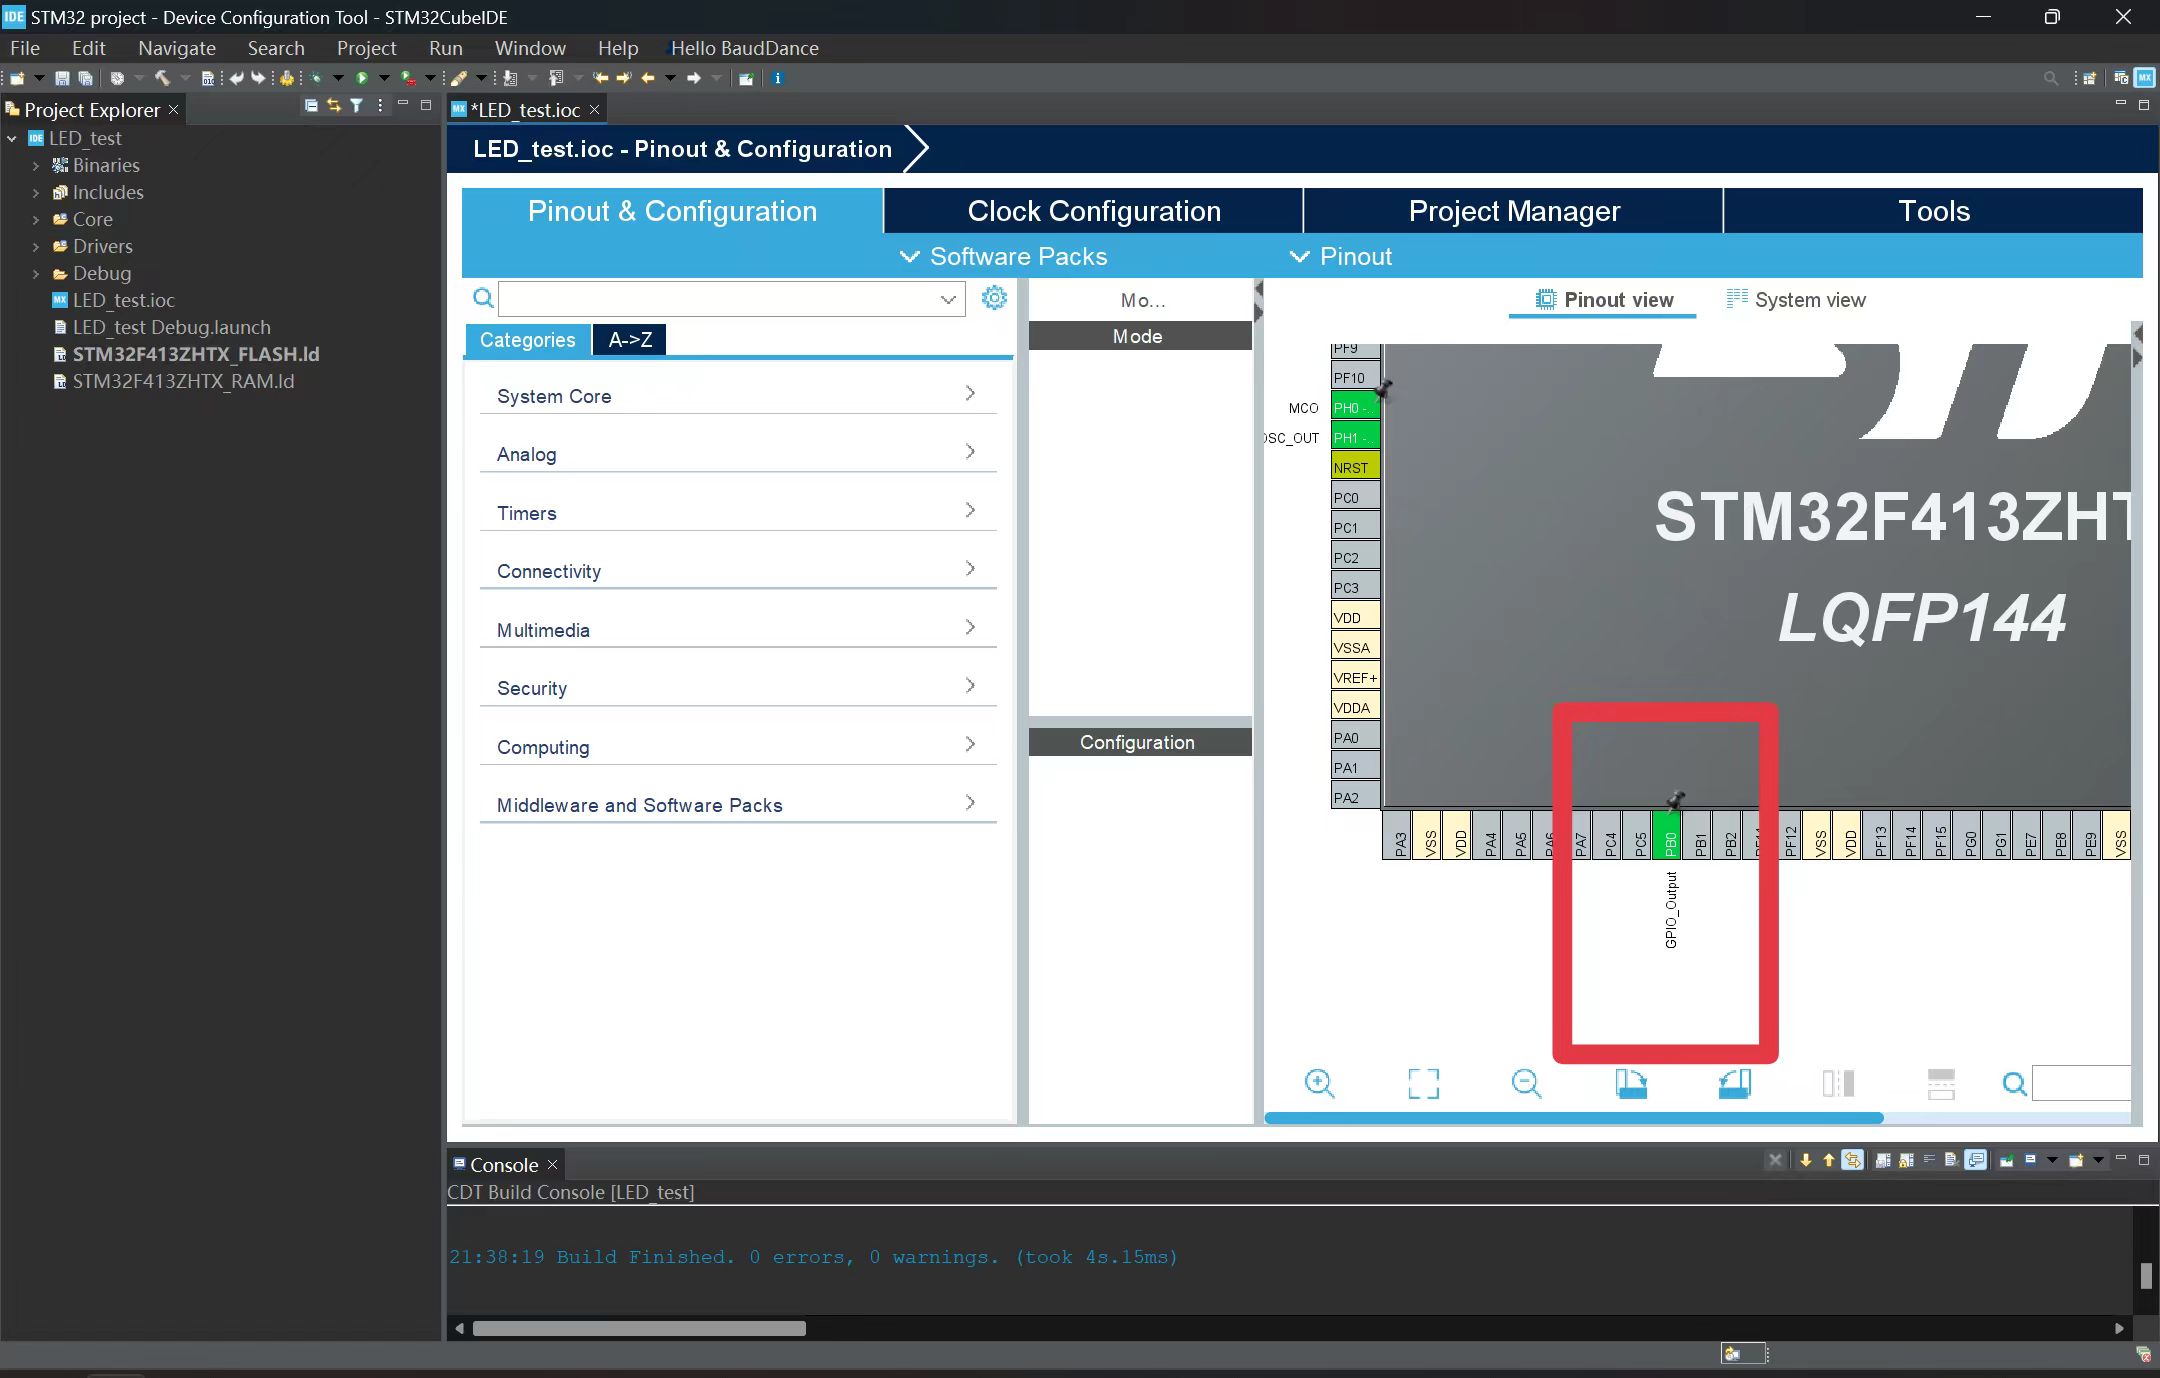 IDE STM32 project - Device Configuration Tool - STM32CubeIDE
File Edit Navigate Search Project Run Window Help Hello BaudDance
Project Explorer
LED_test
Binaries
Includes
Core
Drivers
Debug
LED_test.ioc
LED_test Debug.launch
STM32F413ZHTX_FLASH.ld
STM32F413ZHTX_RAM.ld
*LED_test.ioc
LED_test.ioc - Pinout & Configuration
Pinout & Configuration
Clock Configuration
Project Manager
Tools
Software Packs
Pinout
Categories
A->Z
System Core
Analog
Timers
Connectivity
Multimedia
Security
Computing
Middleware and Software Packs
Mo...
Mode
Configuration
Pinout view
System view
PF9
PF10
MCO PH0 -..
OSC_OUT PH1 -..
NRST
PC0
PC1
PC2
PC3
VDD
VSSA
VREF+
VDDA
PA0
PA1
PA2
STM32F413ZHT
LQFP144
PA3 VSS VDD PA4 PA5 PA6 PA7 PC4 PC5 PB0 PB1 PB2 PF11 PF12 VSS VDD PF13 PF14 PF15 PG0 PG1 PE7 PE8 PE9 VSS
GPIO_Output
Console
CDT Build Console [LED_test]
21:38:19 Build Finished. 0 errors, 0 warnings. (took 4s.15ms)